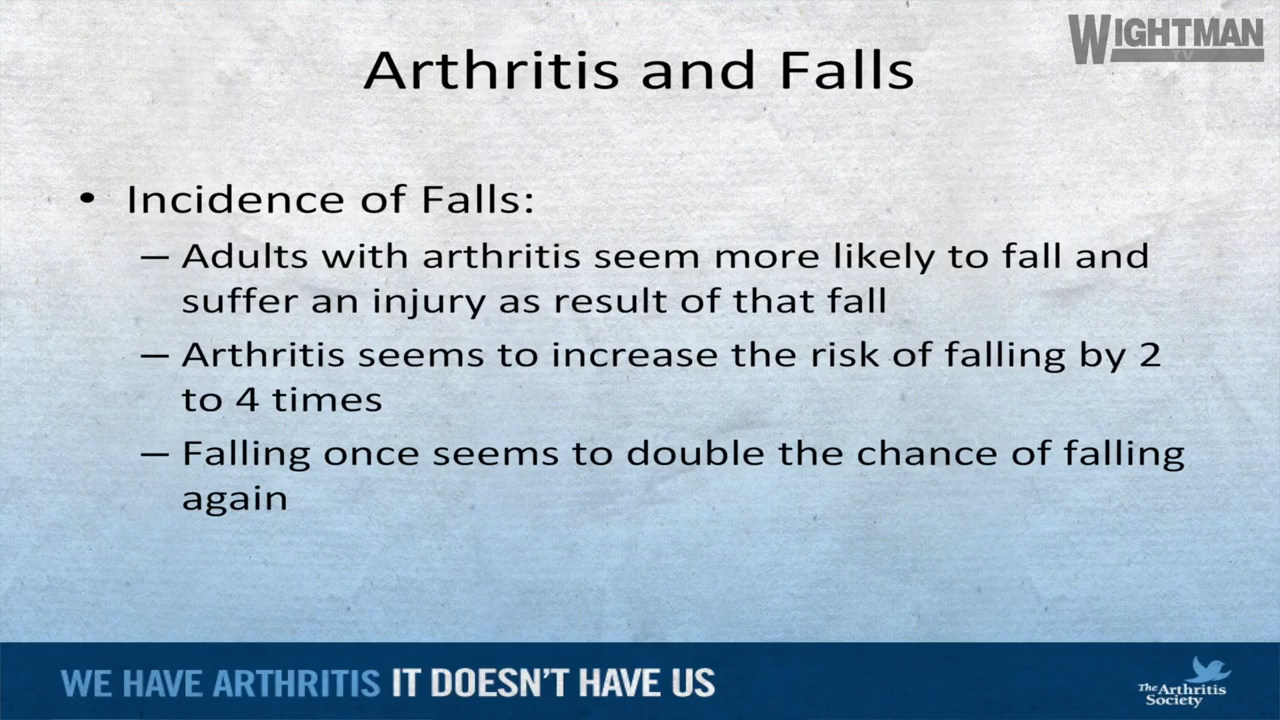 WIGHTMAN
TV
Arthritis and Falls
• Incidence of Falls:
– Adults with arthritis seem more likely to fall and
suffer an injury as result of that fall
– Arthritis seems to increase the risk of falling by 2
to 4 times
– Falling once seems to double the chance of falling
again
WE HAVE ARTHRITIS IT DOESN'T HAVE US
The Arthritis
Society